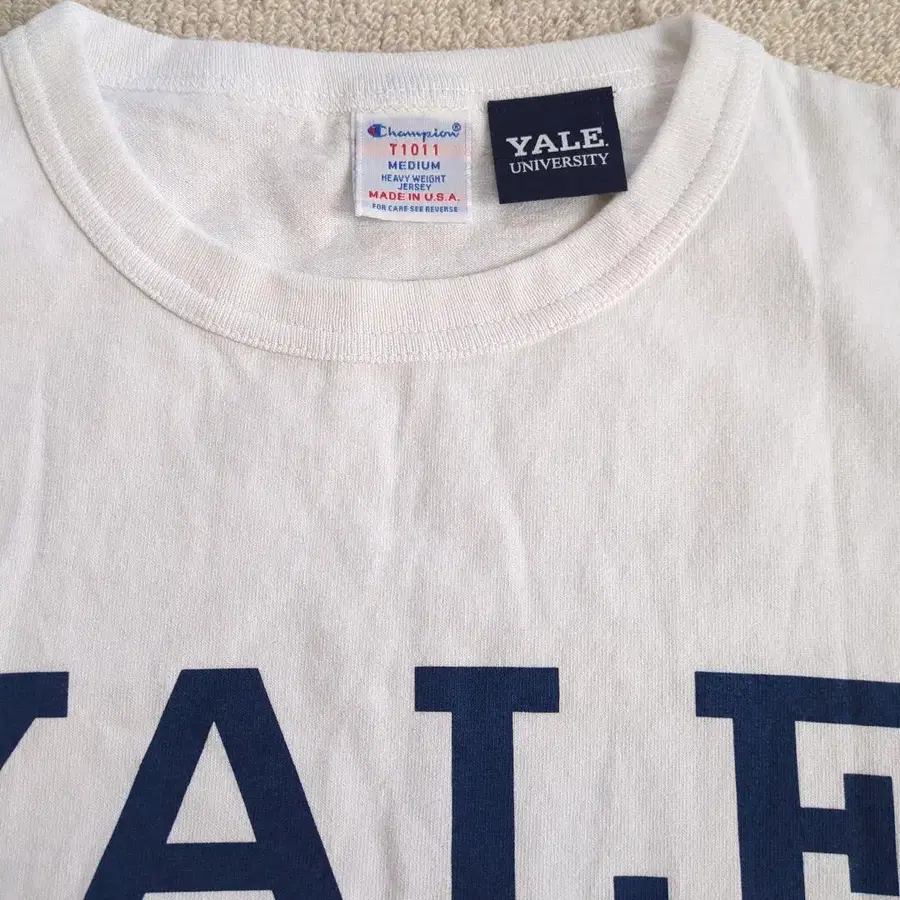 Champion®
T1011
MEDIUM
HEAVY WEIGHT
JERSEY
MADE IN U.S.A.
FOR CARE SEE REVERSE
YALE.
UNIVERSITY
YALE